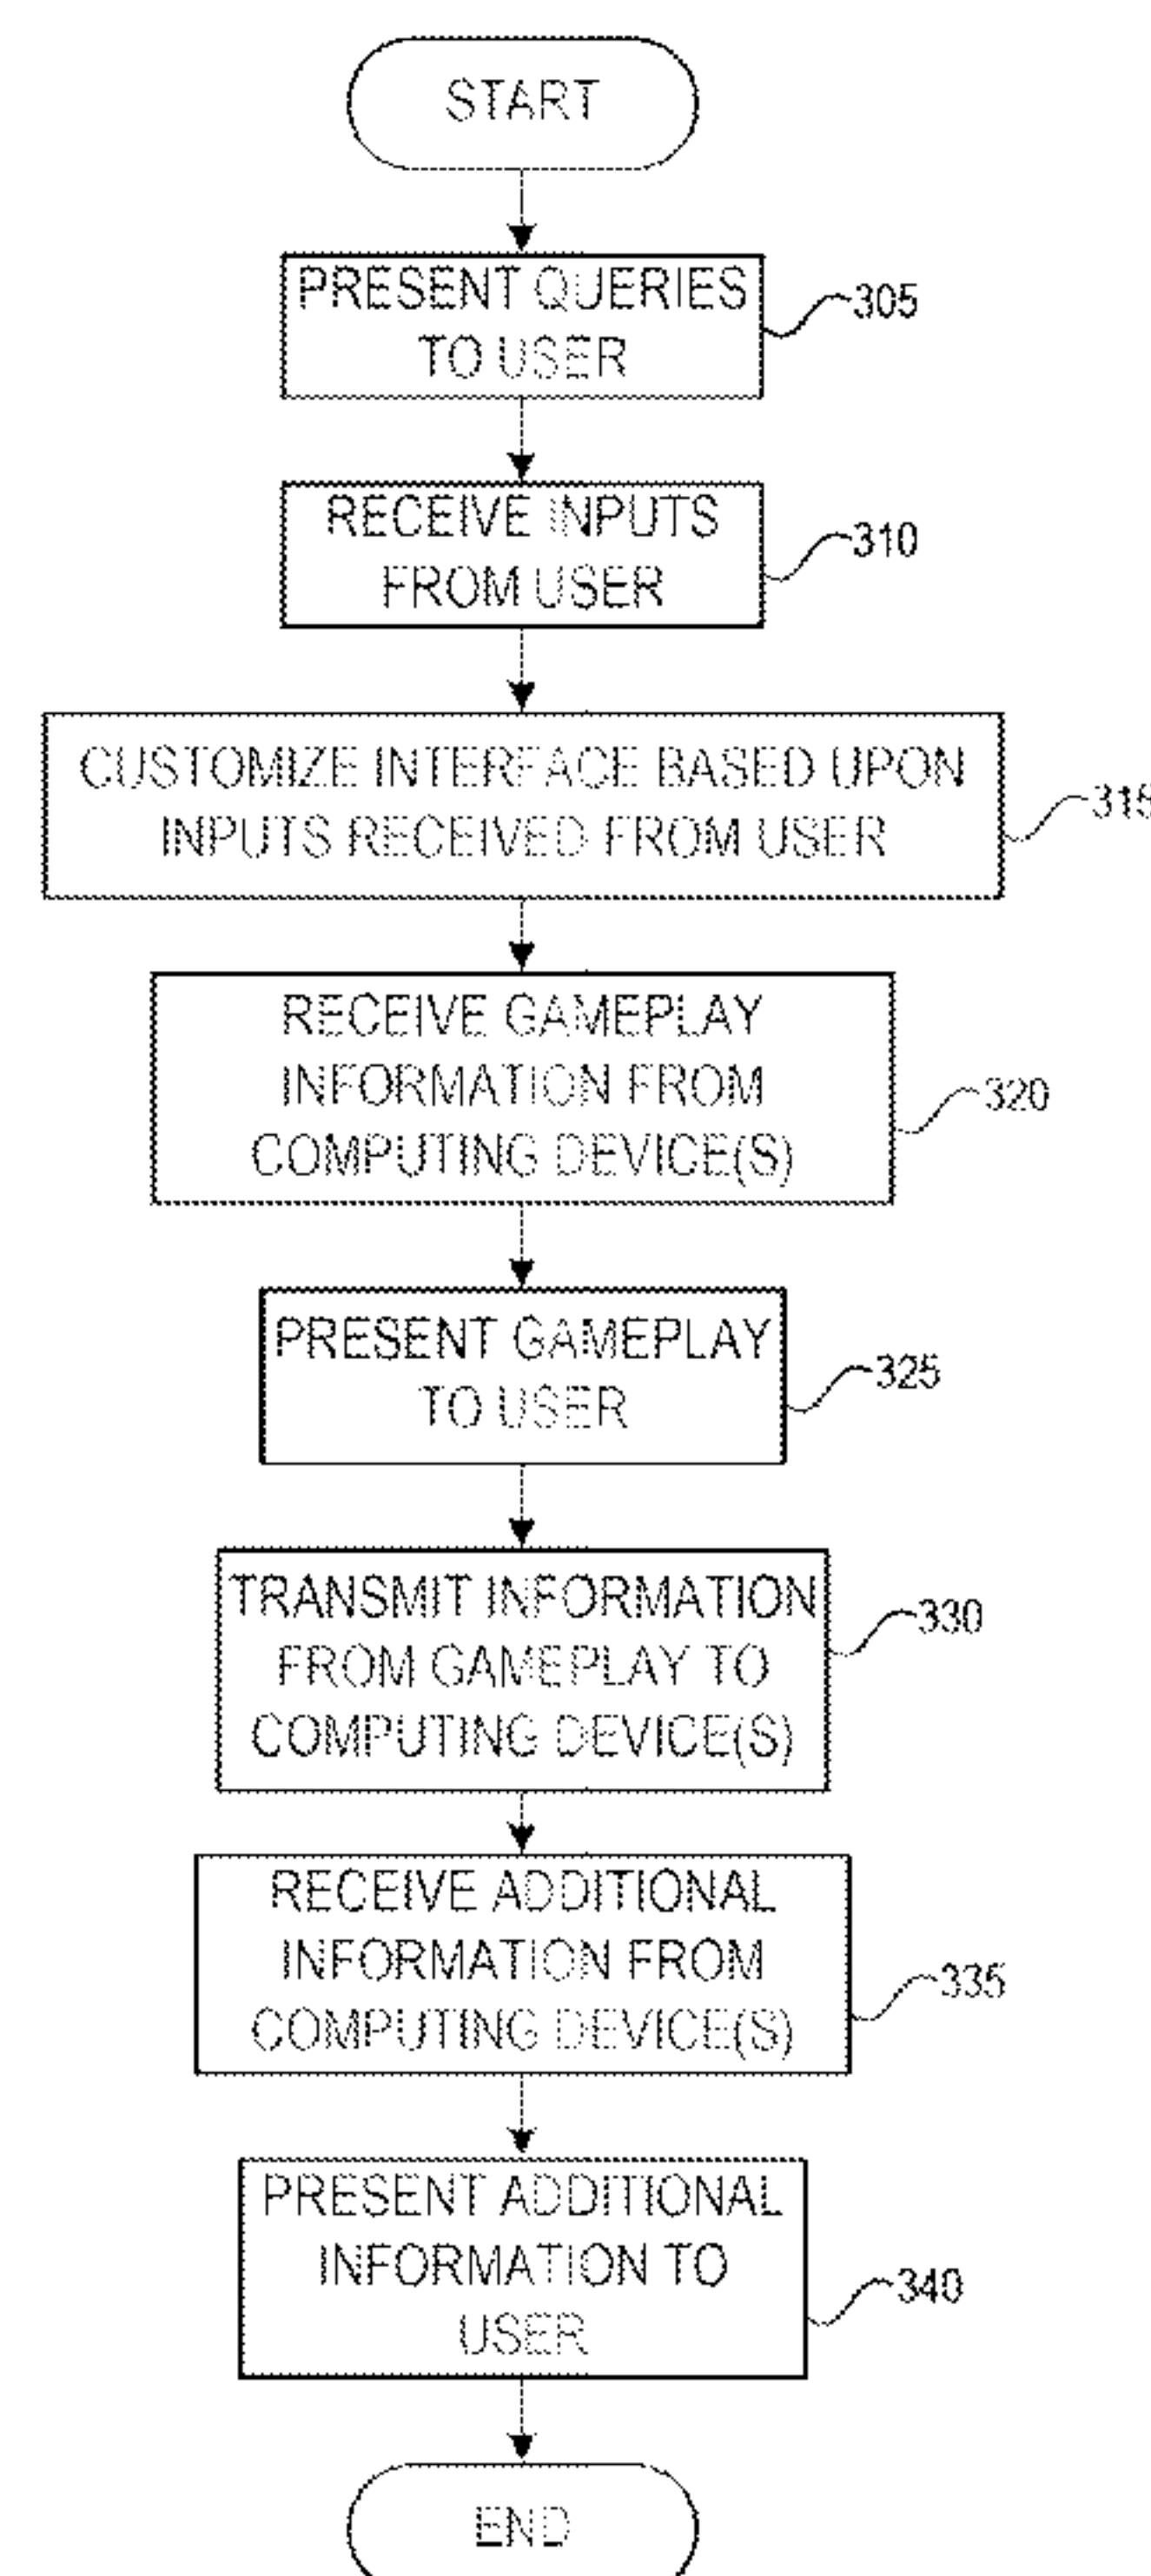 START
PRESENT QUERIES
TO USER
305
RECEIVE INPUTS
FROM USER
310
CUSTOMIZE INTERFACE BASED UPON
INPUTS RECEIVED FROM USER
315
RECEIVE GAMEPLAY
INFORMATION FROM
COMPUTING DEVICE(S)
320
PRESENT GAMEPLAY
TO USER
325
TRANSMIT INFORMATION
FROM GAMEPLAY TO
COMPUTING DEVICE(S)
330
RECEIVE ADDITIONAL
INFORMATION FROM
COMPUTING DEVICE(S)
335
PRESENT ADDITIONAL
INFORMATION TO
USER
340
END